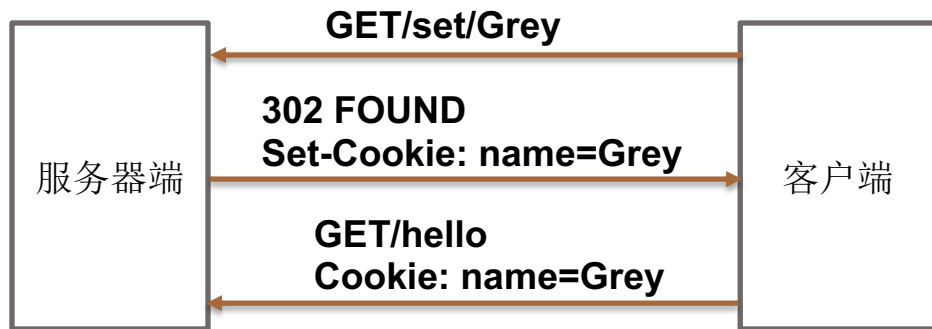 GET/set/Grey
302 FOUND
Set-Cookie: name=Grey
服务器端
客户端
GET/hello
Cookie: name=Grey